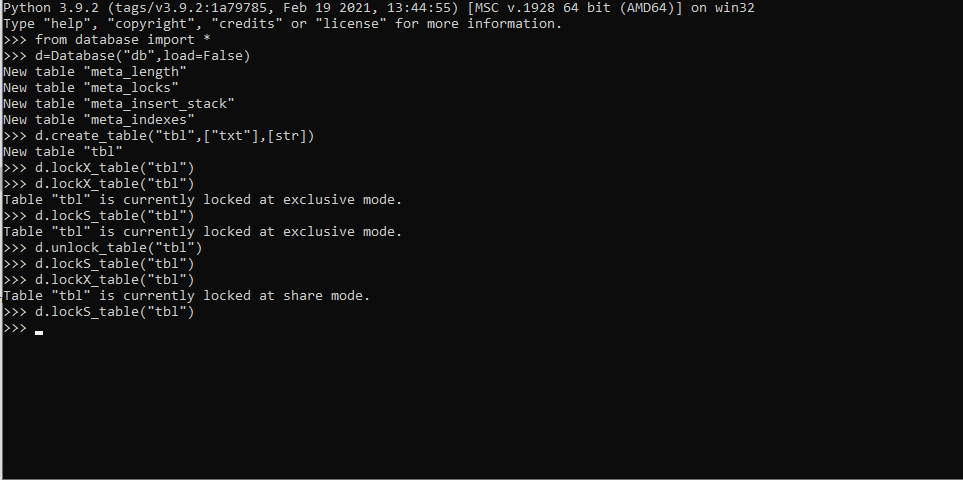 Python 3.9.2 (tags/v3.9.2:1a79785, Feb 19 2021, 13:44:55) [MSC v.1928 64 bit (AMD64)] on win32
Type "help", "copyright", "credits" or "license" for more information.
>>> from database import *
>>> d=Database("db",load=False)
New table "meta_length"
New table "meta_locks"
New table "meta_insert_stack"
New table "meta_indexes"
>>> d.create_table("tbl",["txt"],[str])
New table "tbl"
>>> d.lockX_table("tbl")
>>> d.lockX_table("tbl")
Table "tbl" is currently locked at exclusive mode.
>>> d.lockS_table("tbl")
Table "tbl" is currently locked at exclusive mode.
>>> d.unlock_table("tbl")
>>> d.lockS_table("tbl")
>>> d.lockX_table("tbl")
Table "tbl" is currently locked at share mode.
>>> d.lockS_table("tbl")
>>>